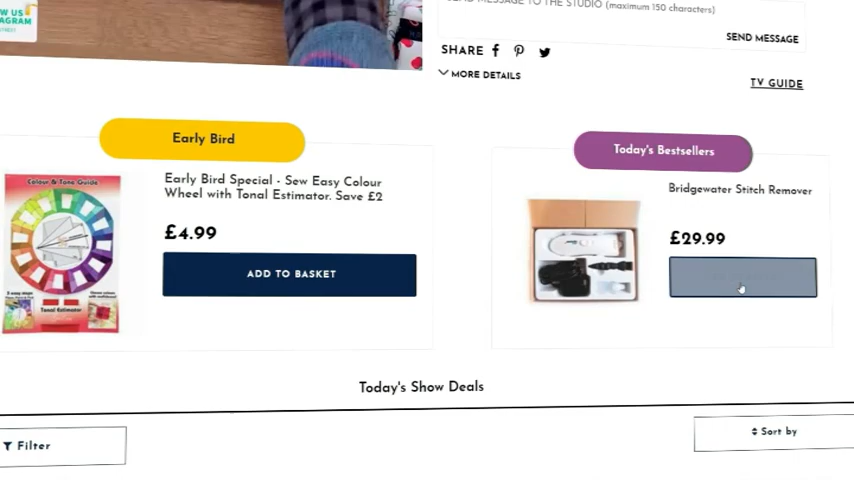 W US
AGRAM
SEND MESSAGE TO THE STUDIO (maximum 150 characters)
SEND MESSAGE
SHARE
MORE DETAILS
TV GUIDE
Early Bird
Today's Bestsellers
Colour & Tone Guide
Early Bird Special - Sew Easy Colour
Wheel with Tonal Estimator. Save £2
£4.99
ADD TO BASKET
Tonal Estimator
Bridgewater Stitch Remover
£29.99
Today's Show Deals
Filter
Sort by